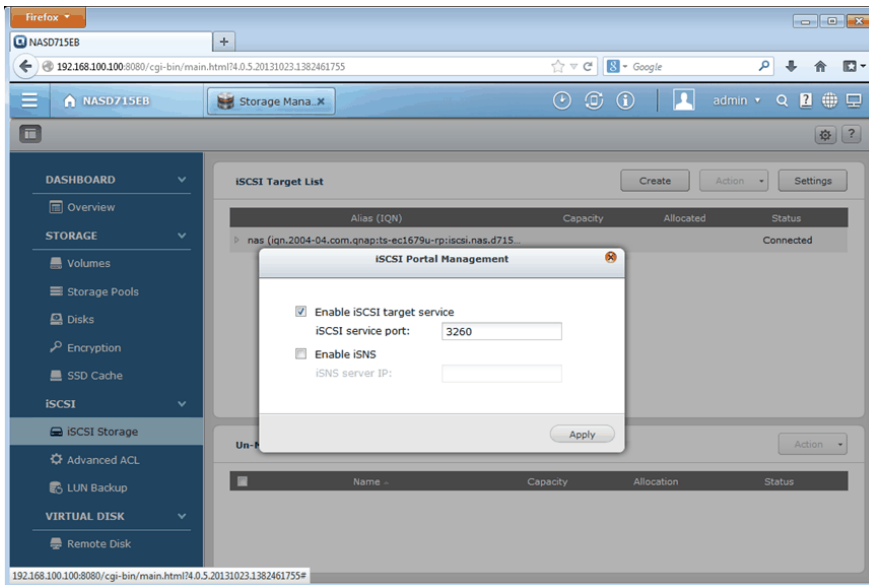 Firefox
NASD715EB
192.168.100.100:8080/cgi-bin/main.html?4.0.5.20131023.1382461755
Google
NASD715EB
Storage Mana..
admin
DASHBOARD
Overview
STORAGE
Volumes
Storage Pools
Disks
Encryption
SSD Cache
iSCSI
iSCSI Storage
Advanced ACL
LUN Backup
VIRTUAL DISK
Remote Disk
iSCSI Target List
Create
Action
Settings
Alias (IQN) Capacity Allocated Status
nas (iqn.2004-04.com.qnap:ts-ec1679u-rp:iscsi.nas.d715... Connected
iSCSI Portal Management
Enable iSCSI target service
iSCSI service port: 3260
Enable iSNS
iSNS server IP:
Apply
Action
Name Capacity Allocation Status
192.168.100.100:8080/cgi-bin/main.html?4.0.5.20131023.1382461755#